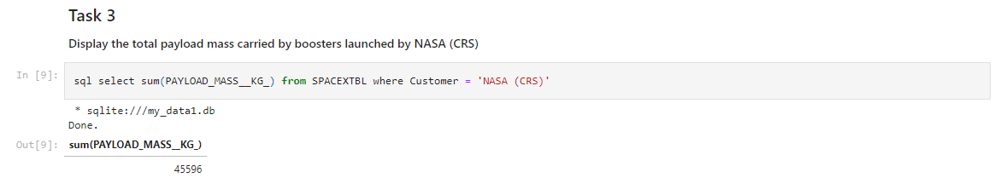 Task 3
Display the total payload mass carried by boosters launched by NASA (CRS)
In [9]: sql select sum(PAYLOAD_MASS__KG_) from SPACEXTBL where Customer = 'NASA (CRS)'
* sqlite:///my_data1.db
Done.
Out[9]: sum(PAYLOAD_MASS__KG_)
45596